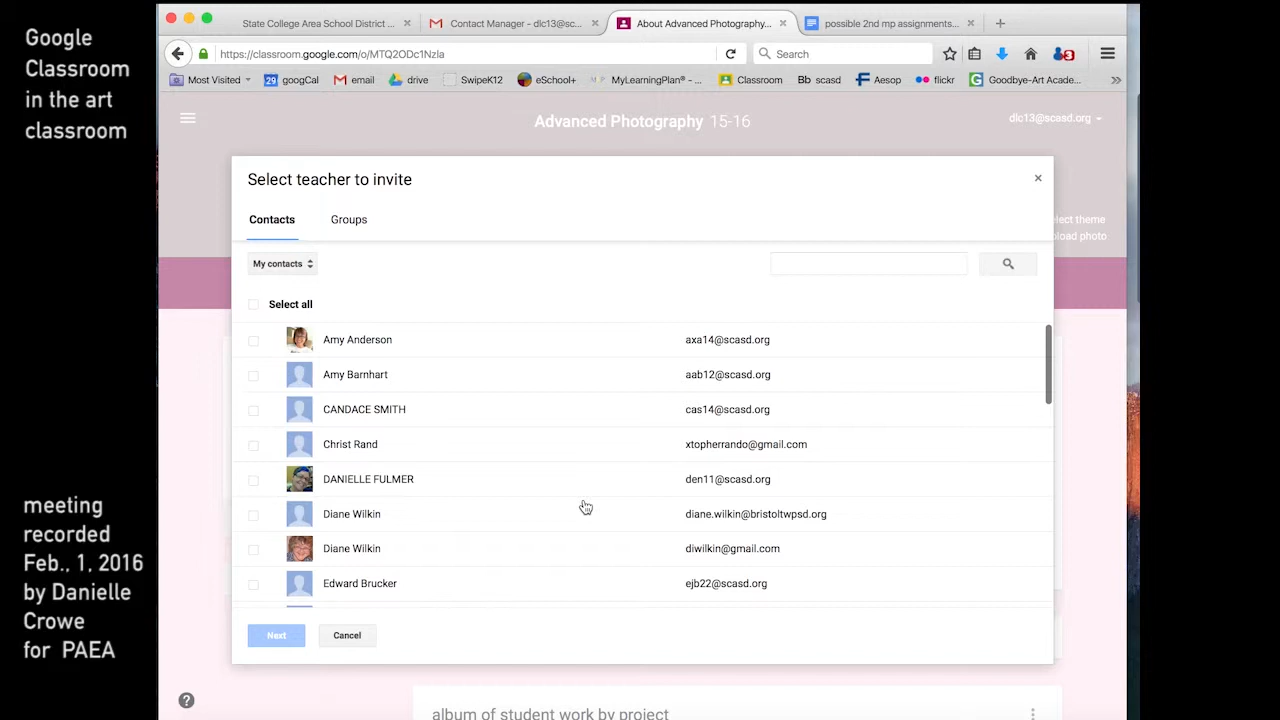 Google
Classroom
in the art
classroom
meeting
recorded
Feb., 1, 2016
by Danielle
Crowe
for PAEA
State College Area School District ...
Contact Manager - dlc13@sc...
About Advanced Photography...
possible 2nd mp assignments...
https://classroom.google.com/o/MTQ2ODc1Nzla
Search
3
Most Visited
29 googCal
email
drive
SwipeK12
eSchool+
MyLearningPlan® - ...
Classroom
Bb scasd
Aesop
flickr
Goodbye-Art Acade...
Advanced Photography 15-16
dlc13@scasd.org
Select teacher to invite
Contacts
Groups
lect theme
load photo
My contacts
Select all
Amy Anderson axa14@scasd.org
Amy Barnhart aab12@scasd.org
CANDACE SMITH cas14@scasd.org
Christ Rand xtopherrando@gmail.com
DANIELLE FULMER den11@scasd.org
Diane Wilkin diane.wilkin@bristoltwpsd.org
Diane Wilkin diwilkin@gmail.com
Edward Brucker ejb22@scasd.org
Next
Cancel
?
album of student work by project